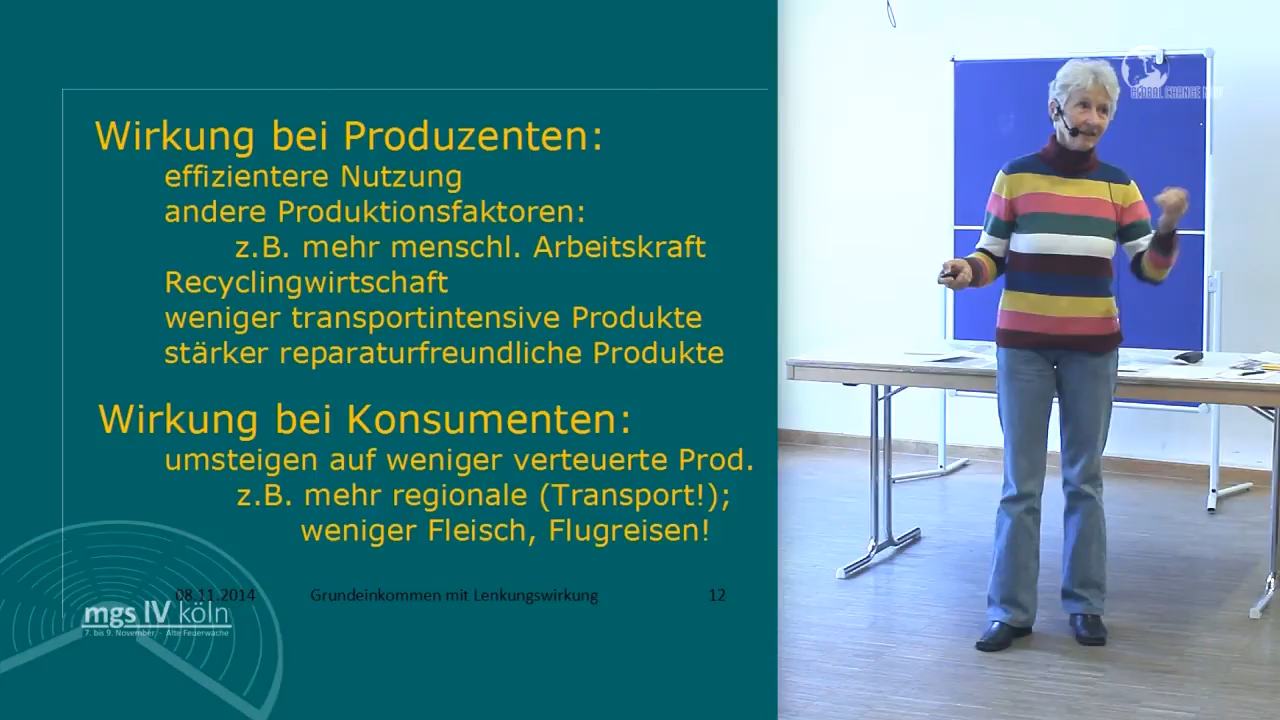 Wirkung bei Produzenten:
effizientere Nutzung
andere Produktionsfaktoren:
z.B. mehr menschl. Arbeitskraft
Recyclingwirtschaft
weniger transportintensive Produkte
stärker reparaturfreundliche Produkte
Wirkung bei Konsumenten:
umsteigen auf weniger verteuerte Prod.
z.B. mehr regionale (Transport!);
weniger Fleisch, Flugreisen!
08.11.2014 Grundeinkommen mit Lenkungswirkung 12
mgs IV köln
7. bis 9. November · Alte Feuerwache
GLOBAL CHANGE